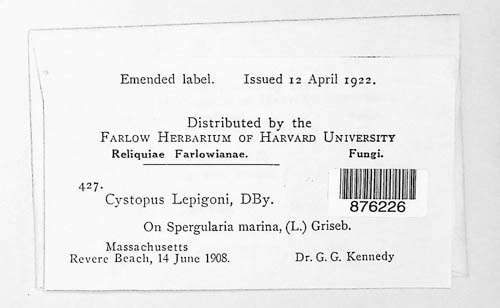 Emended label. Issued 12 April 1922.
Distributed by the
Farlow Herbarium of Harvard University
Reliquiae Farlowianae. Fungi.
427.
Cystopus Lepigoni, DBy.
876226
On Spergularia marina, (L.) Griseb.
Massachusetts
Revere Beach, 14 June 1908. Dr. G. G. Kennedy